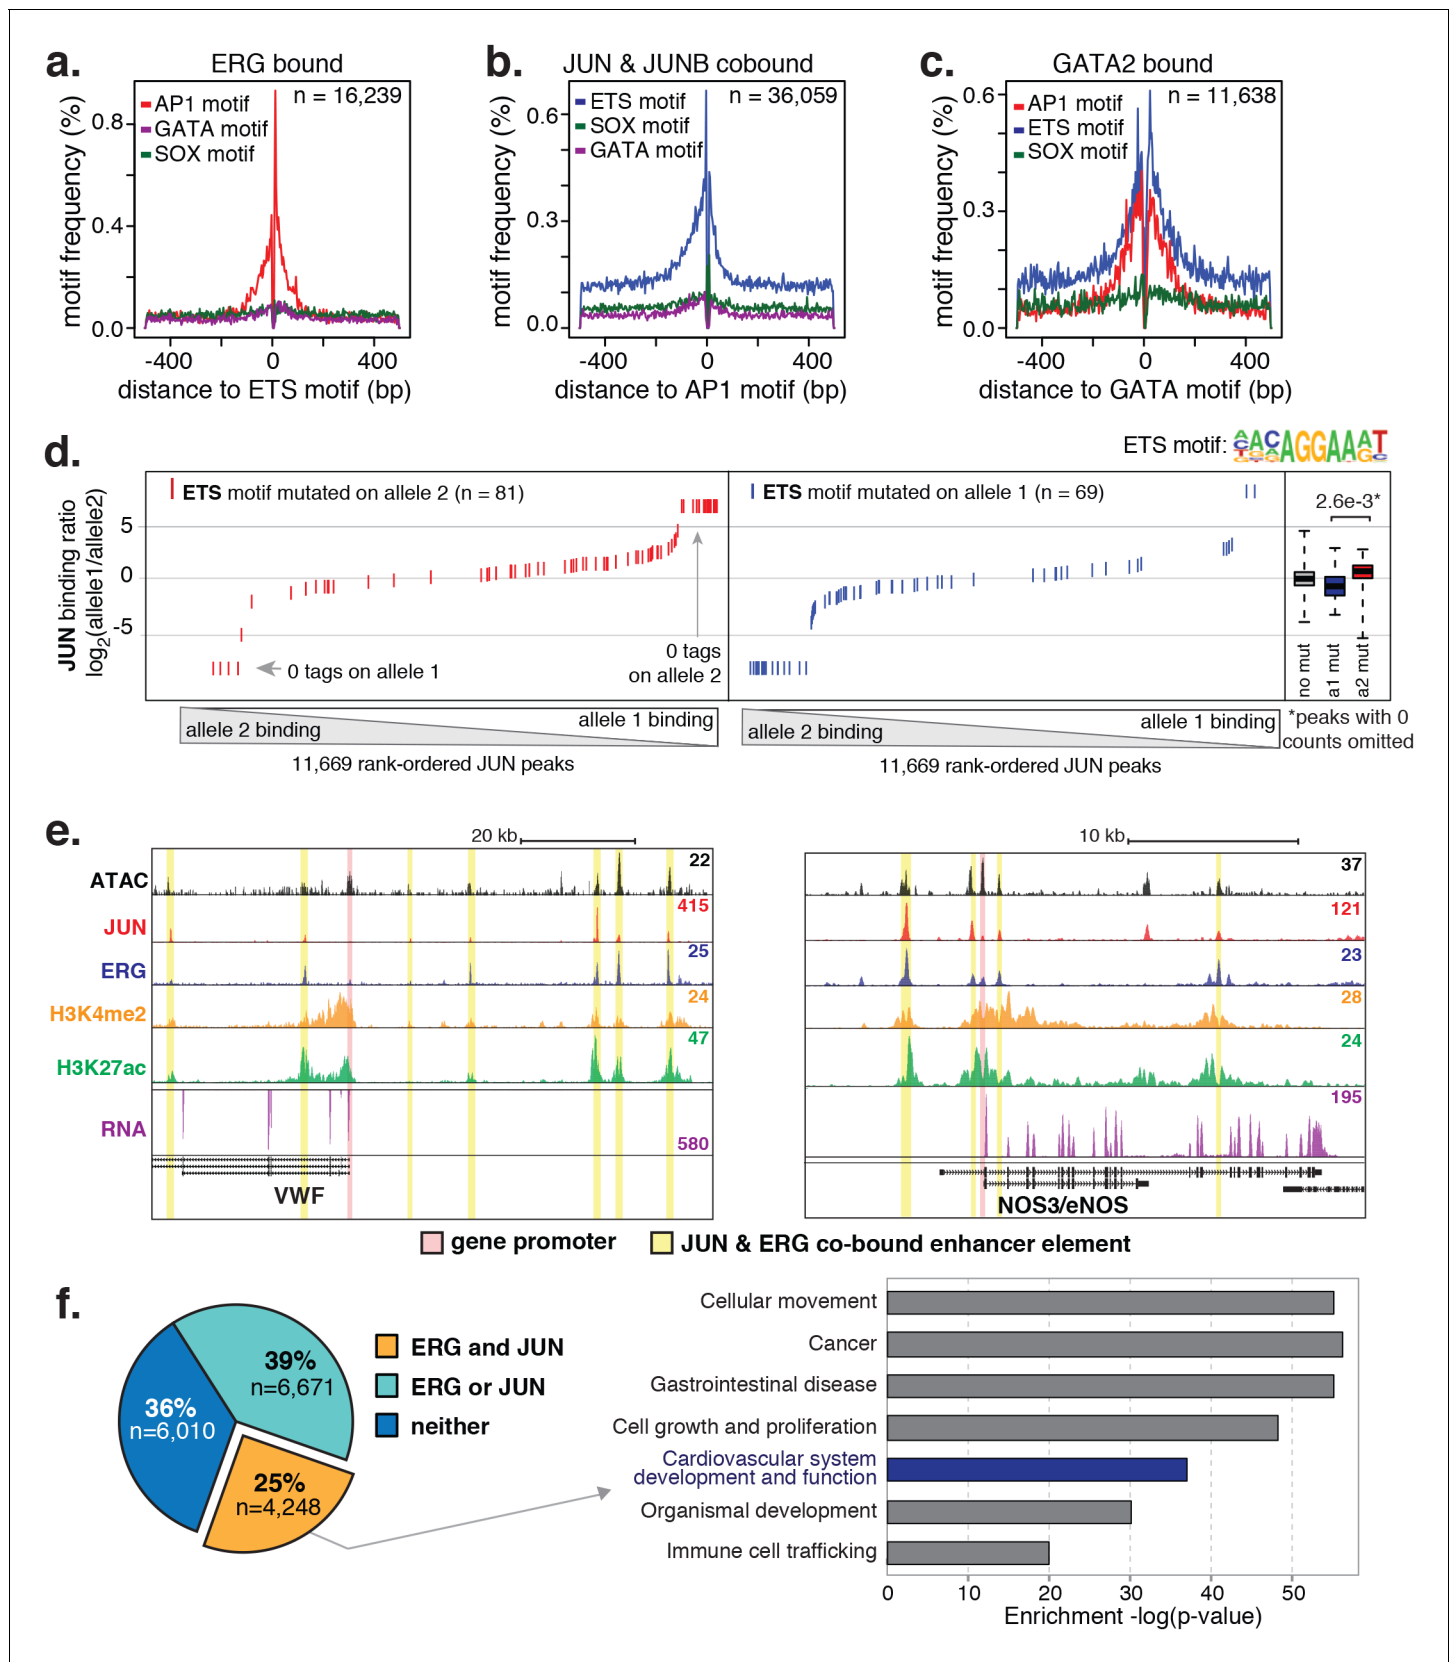 a.
ERG bound
n = 16,239
AP1 motif
GATA motif
SOX motif
motif frequency (%)
0.8
0.4
0.0
-400
0
400
distance to ETS motif (bp)
b.
JUN & JUNB cobound
n = 36,059
ETS motif
SOX motif
GATA motif
motif frequency (%)
0.6
0.3
0.0
-400
0
400
distance to AP1 motif (bp)
c.
GATA2 bound
n = 11,638
AP1 motif
ETS motif
SOX motif
motif frequency (%)
0.6
0.3
0.0
-400
0
400
distance to GATA motif (bp)
d.
ETS motif:
AGGAA
JUN binding ratio
log2(allele1/allele2)
5
0
-5
ETS motif mutated on allele 2 (n = 81)
0 tags on allele 1
0 tags
on allele 2
ETS motif mutated on allele 1 (n = 69)
2.6e-3*
no mut
a1 mut
a2 mut
allele 2 binding
allele 1 binding
11,669 rank-ordered JUN peaks
allele 2 binding
allele 1 binding
11,669 rank-ordered JUN peaks
*peaks with 0
counts omitted
e.
20 kb
ATAC
22
JUN
415
ERG
25
H3K4me2
24
H3K27ac
47
RNA
580
VWF
10 kb
37
121
23
28
24
195
NOS3/eNOS
gene promoter
JUN & ERG co-bound enhancer element
f.
39%
n=6,671
36%
n=6,010
25%
n=4,248
ERG and JUN
ERG or JUN
neither
Cellular movement
Cancer
Gastrointestinal disease
Cell growth and proliferation
Cardiovascular system
development and function
Organismal development
Immune cell trafficking
0
10
20
30
40
50
Enrichment -log(p-value)